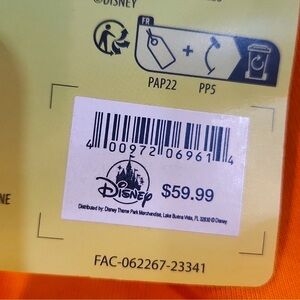 ©DISNEY
FR
+
PAP22 PP5
4 00972 06961 4
Disney
$59.99
Distributed by: Disney Theme Park Merchandise, Lake Buena Vista, FL 32830 © Disney
NE
FAC-062267-23341